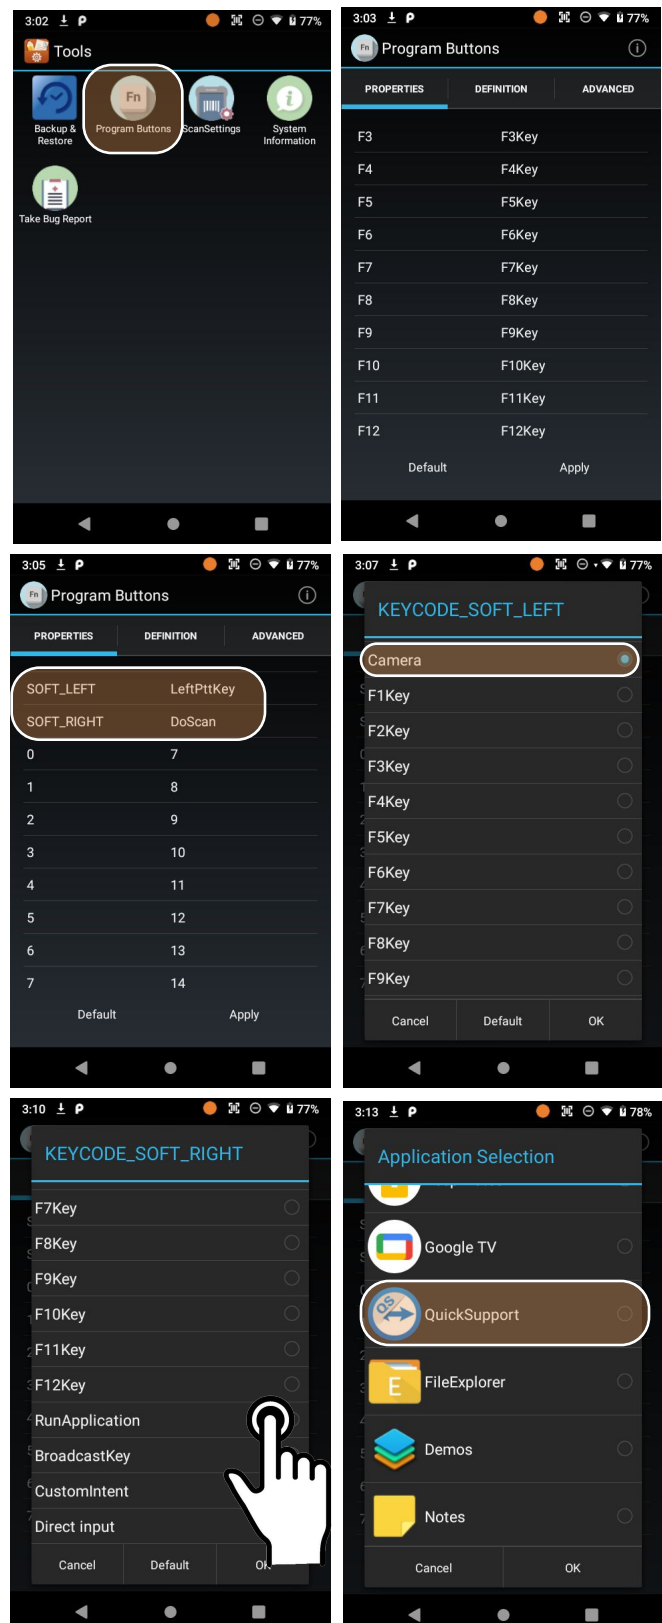 3:02 77%
Tools
Fn
Backup & Restore Program Buttons ScanSettings System Information
Take Bug Report
3:03 77%
Fn Program Buttons
PROPERTIES DEFINITION ADVANCED
F3 F3Key
F4 F4Key
F5 F5Key
F6 F6Key
F7 F7Key
F8 F8Key
F9 F9Key
F10 F10Key
F11 F11Key
F12 F12Key
Default Apply
3:05 77%
Fn Program Buttons
PROPERTIES DEFINITION ADVANCED
SOFT_LEFT LeftPttKey
SOFT_RIGHT DoScan
0 7
1 8
2 9
3 10
4 11
5 12
6 13
7 14
Default Apply
3:07 77%
KEYCODE_SOFT_LEFT
Camera
F1Key
F2Key
F3Key
F4Key
F5Key
F6Key
F7Key
F8Key
F9Key
Cancel Default OK
3:10 77%
KEYCODE_SOFT_RIGHT
F7Key
F8Key
F9Key
F10Key
F11Key
F12Key
RunApplication
BroadcastKey
CustomIntent
Direct input
Cancel Default OK
3:13 78%
Application Selection
Google TV
QS QuickSupport
E FileExplorer
Demos
Notes
Cancel OK